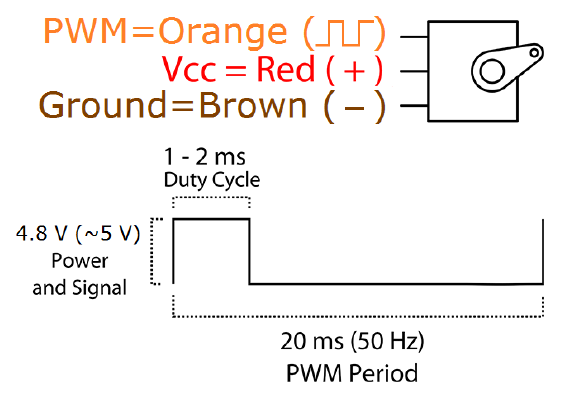 PWM=Orange (⎍⎍)
Vcc = Red ( + )
Ground=Brown ( – )
1 - 2 ms
Duty Cycle
4.8 V (~5 V)
Power
and Signal
20 ms (50 Hz)
PWM Period